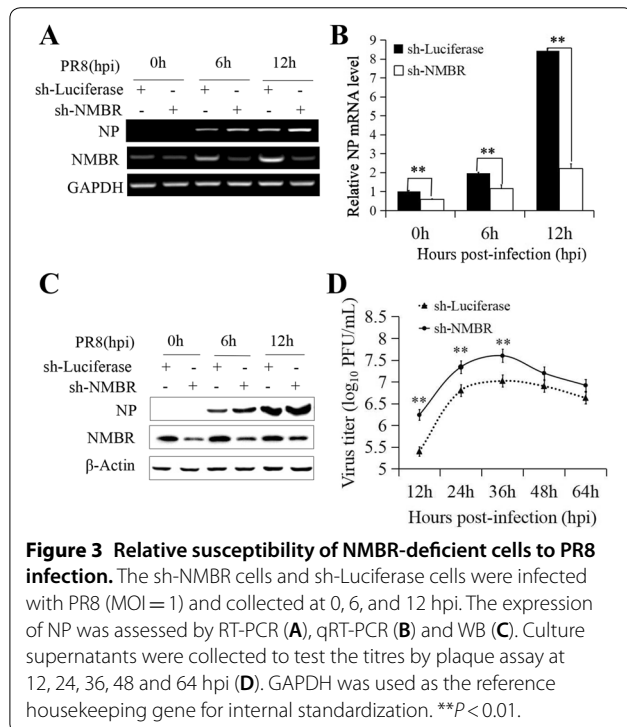 A
PR8(hpi) 0h 6h 12h
sh-Luciferase + - + - + -
sh-NMBR - + - + - +
NP
NMBR
GAPDH
B
sh-Luciferase
sh-NMBR
Relative NP mRNA level
9
8
7
6
5
4
3
2
1
0
** ** **
0h 6h 12h
Hours post-infection (hpi)
C
PR8(hpi) 0h 6h 12h
sh-Luciferase + - + - + -
sh-NMBR - + - + - +
NP
NMBR
β-Actin
D
sh-Luciferase
sh-NMBR
Virus titer (log10 PFU/mL)
8.5
8
7.5
7
6.5
6
5.5
5
** ** **
12h 24h 36h 48h 64h
Hours post-infection (hpi)
Figure 3 Relative susceptibility of NMBR-deficient cells to PR8
infection. The sh-NMBR cells and sh-Luciferase cells were infected
with PR8 (MOI = 1) and collected at 0, 6, and 12 hpi. The expression
of NP was assessed by RT-PCR (A), qRT-PCR (B) and WB (C). Culture
supernatants were collected to test the titres by plaque assay at
12, 24, 36, 48 and 64 hpi (D). GAPDH was used as the reference
housekeeping gene for internal standardization. **P < 0.01.